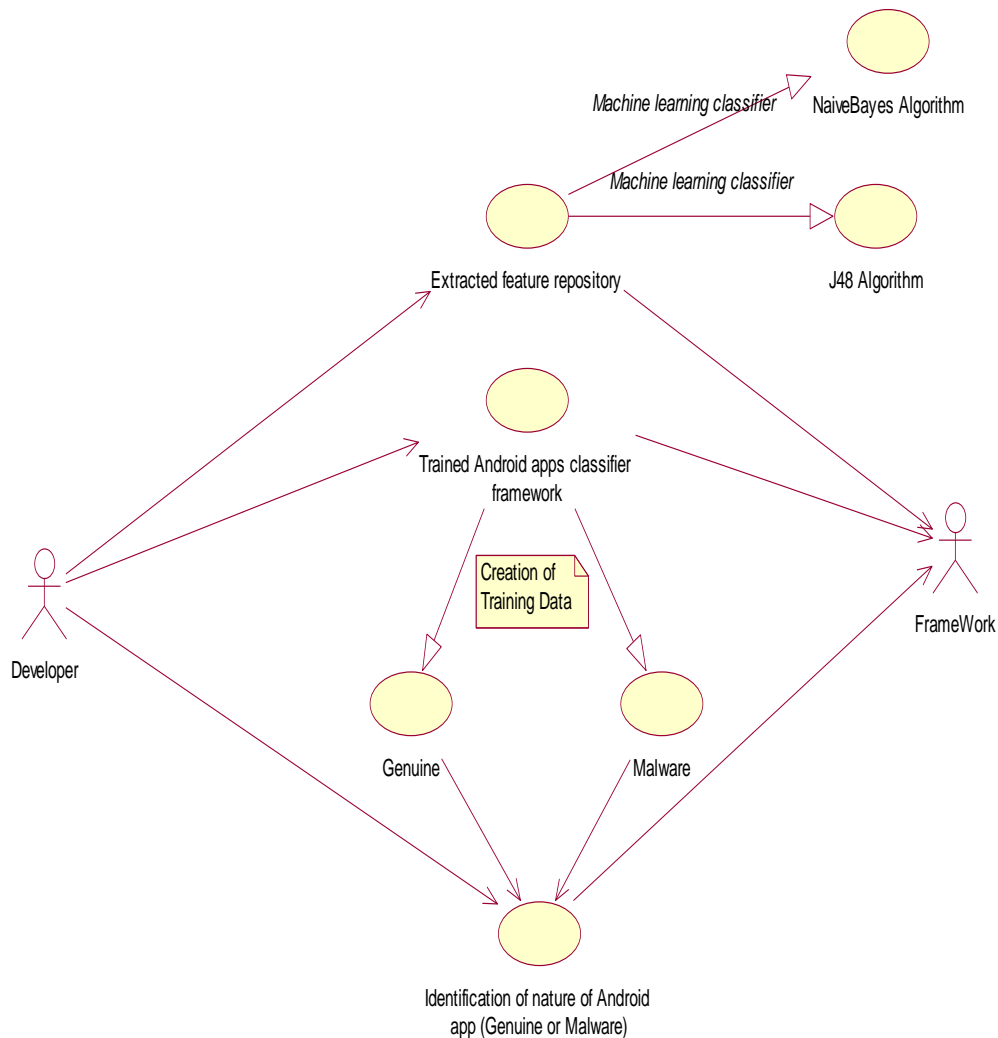 NaiveBayes Algorithm
Machine learning classifier
Machine learning classifier
Extracted feature repository
J48 Algorithm
Trained Android apps classifier
framework
Creation of
Training Data
FrameWork
Developer
Genuine
Malware
Identification of nature of Android
app (Genuine or Malware)